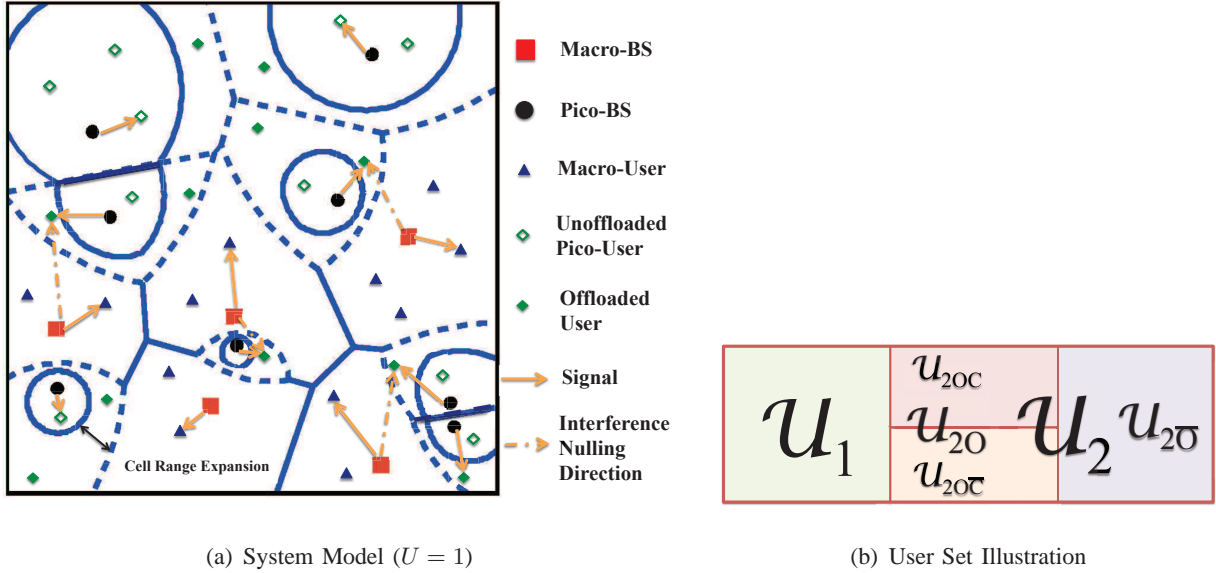 Macro-BS
Pico-BS
Macro-User
Unoffloaded
Pico-User
Offloaded
User
Signal
Interference
Nulling
Direction
Cell Range Expansion
(a) System Model (U = 1)
𝒰₁
𝒰₂OC
𝒰₂O
𝒰₂OC̅
𝒰₂
𝒰₂O̅
(b) User Set Illustration